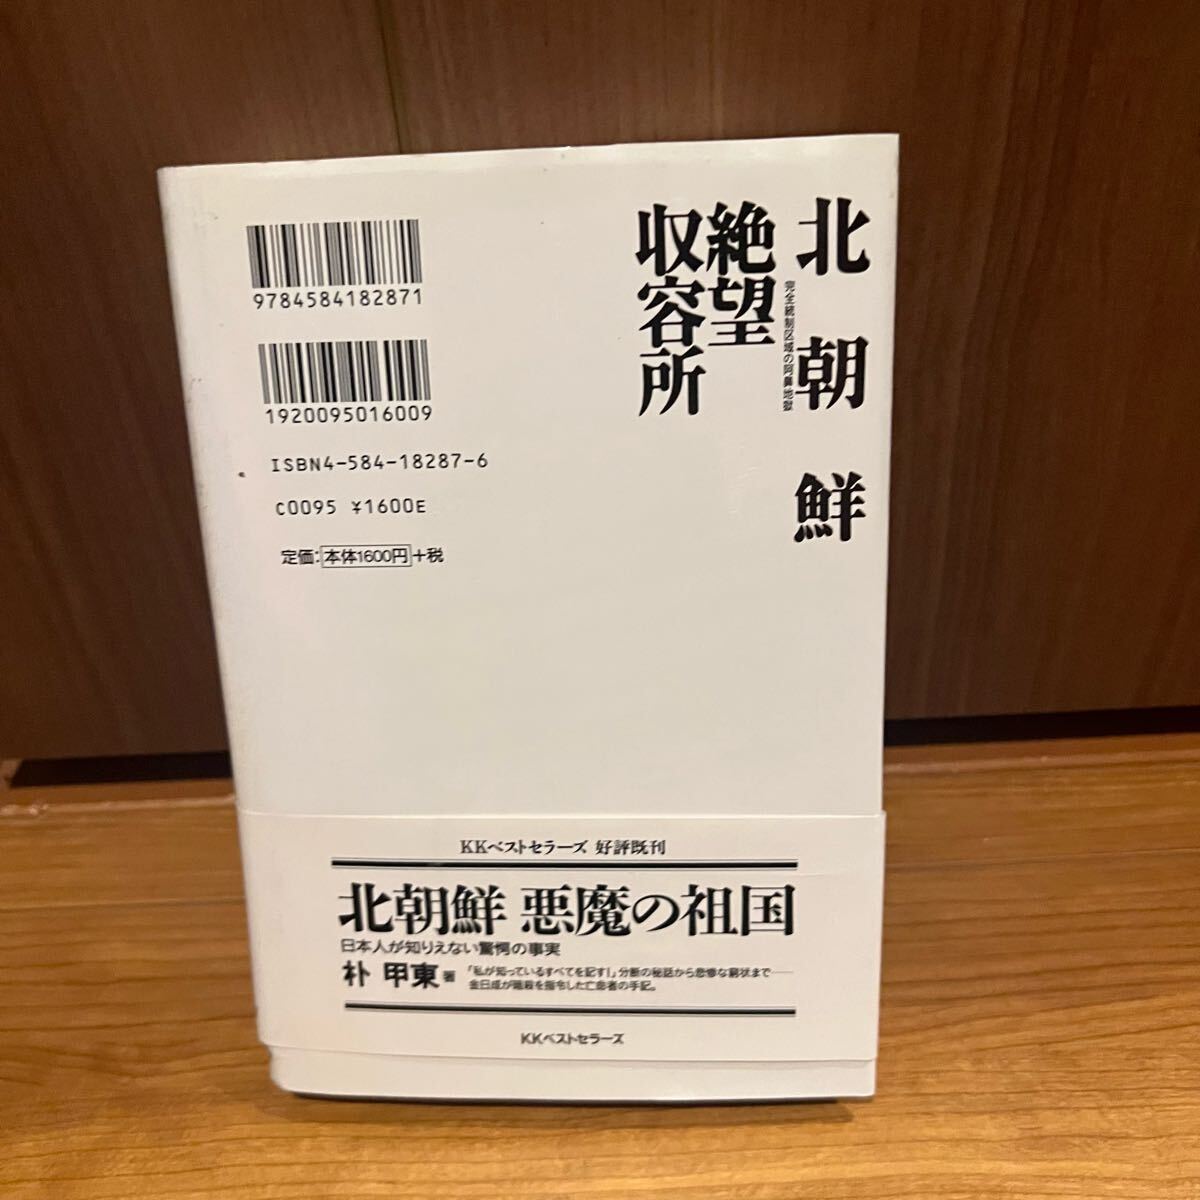 北朝鮮
完全統制区域の阿鼻地獄
絶望
収容所
9784584182871
1920095016009
ISBN4-584-18287-6
C0095 ¥1600E
定価：本体1600円＋税
KKベストセラーズ 好評既刊
北朝鮮 悪魔の祖国
日本人が知りえない驚愕の事実
朴 甲東 著
「私が知っているすべてを記す！」分断の秘話から悲惨な窮状まで──
金日成が暗殺を指令した亡命者の手記。
KKベストセラーズ